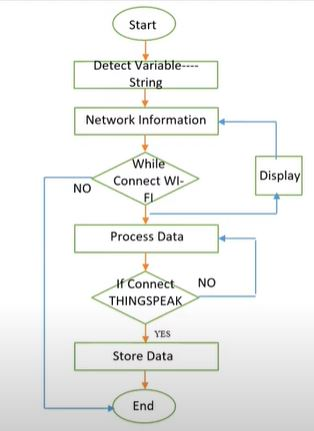 Start
Detect Variable----
String
Network Information
While
Connect WI-
FI
NO
Display
Process Data
If Connect
THINGSPEAK
NO
YES
Store Data
End